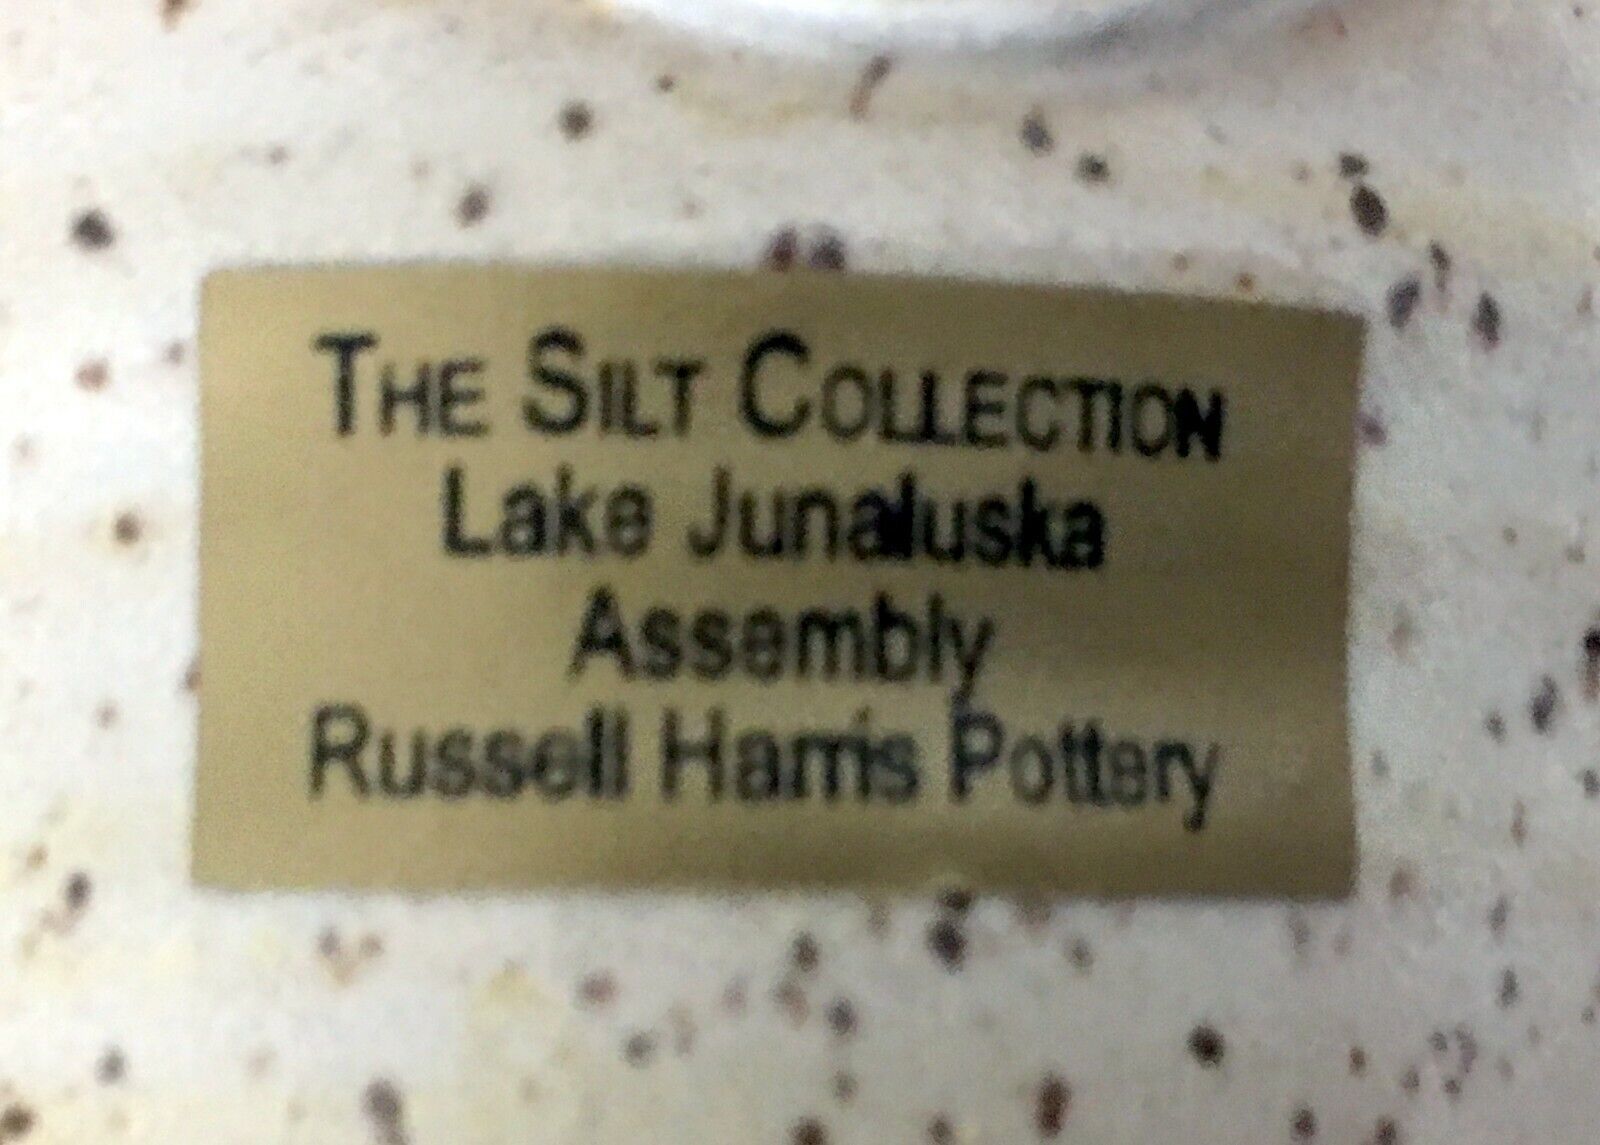 THE SILT COLLECTION
Lake Junaluska
Assembly
Russell Harris Pottery